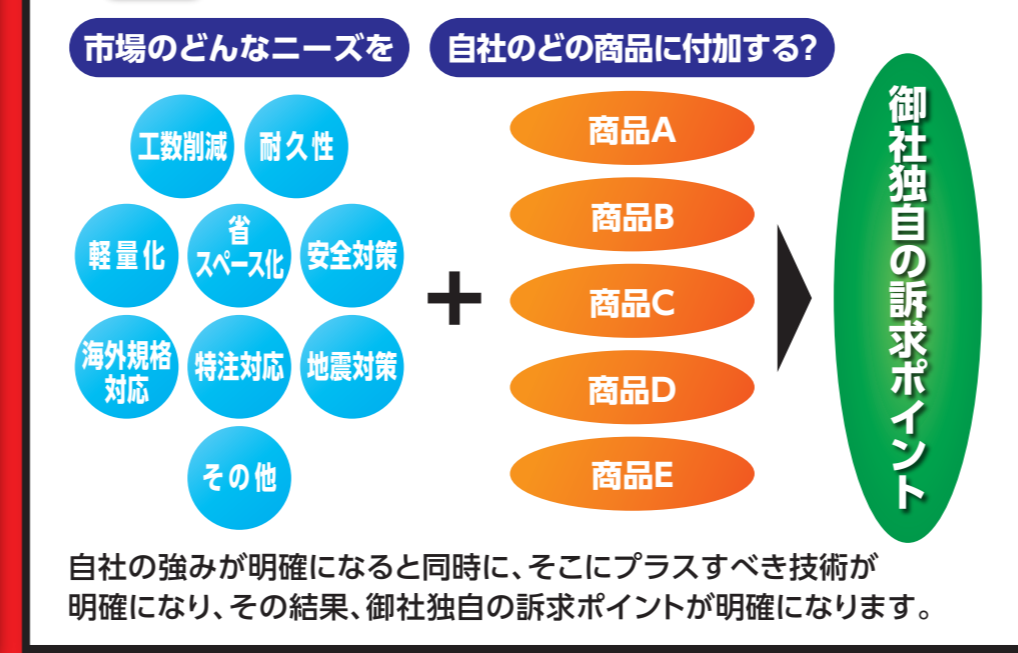 市場のどんなニーズを
自社のどの商品に付加する?
工数削減
耐久性
軽量化
省
スペース化
安全対策
海外規格
対応
特注対応
地震対策
その他
+
商品A
商品B
商品C
商品D
商品E
御社独自の訴求ポイント
自社の強みが明確になると同時に、そこにプラスすべき技術が
明確になり、その結果、御社独自の訴求ポイントが明確になります。